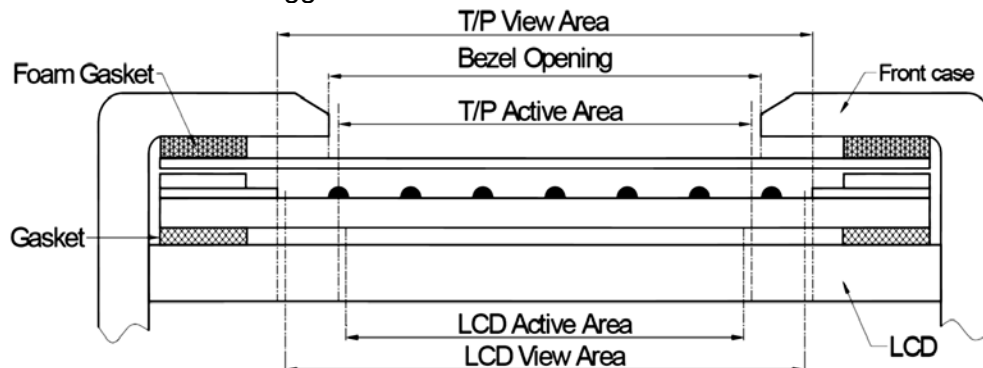 T/P View Area
Bezel Opening
Foam Gasket
Front case
T/P Active Area
Gasket
LCD Active Area
LCD
LCD View Area